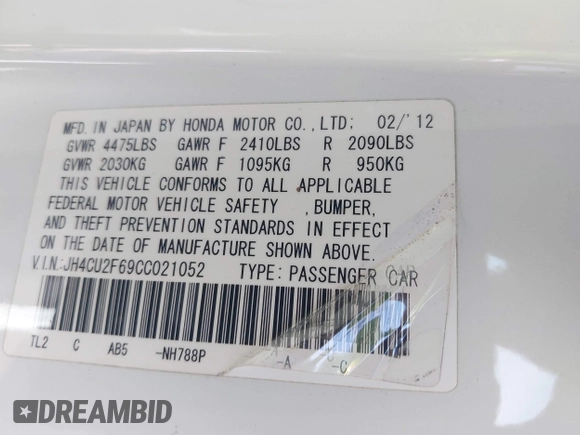 MFD. IN JAPAN BY HONDA MOTOR CO., LTD: 02/'12
GVWR 4475LBS GAWR F 2410LBS R 2090LBS
GVWR 2030KG GAWR F 1095KG R 950KG
THIS VEHICLE CONFORMS TO ALL APPLICABLE
FEDERAL MOTOR VEHICLE SAFETY , BUMPER,
AND THEFT PREVENTION STANDARDS IN EFFECT
ON THE DATE OF MANUFACTURE SHOWN ABOVE.
V.I.N.:JH4CU2F69CC021052 TYPE: PASSENGER CAR
TL2 C AB5 -NH788P -A -C
DREAMBID